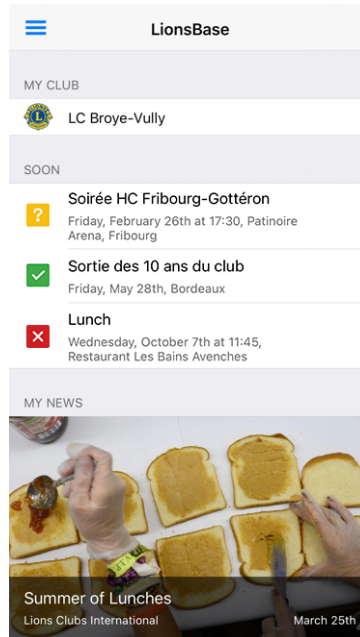 LionsBase
MY CLUB
LC Broye-Vully
SOON
Soirée HC Fribourg-Gottéron
Friday, February 26th at 17:30, Patinoire
Arena, Fribourg
Sortie des 10 ans du club
Friday, May 28th, Bordeaux
Lunch
Wednesday, October 7th at 11:45,
Restaurant Les Bains Avenches
MY NEWS
Summer of Lunches
Lions Clubs International
March 25th